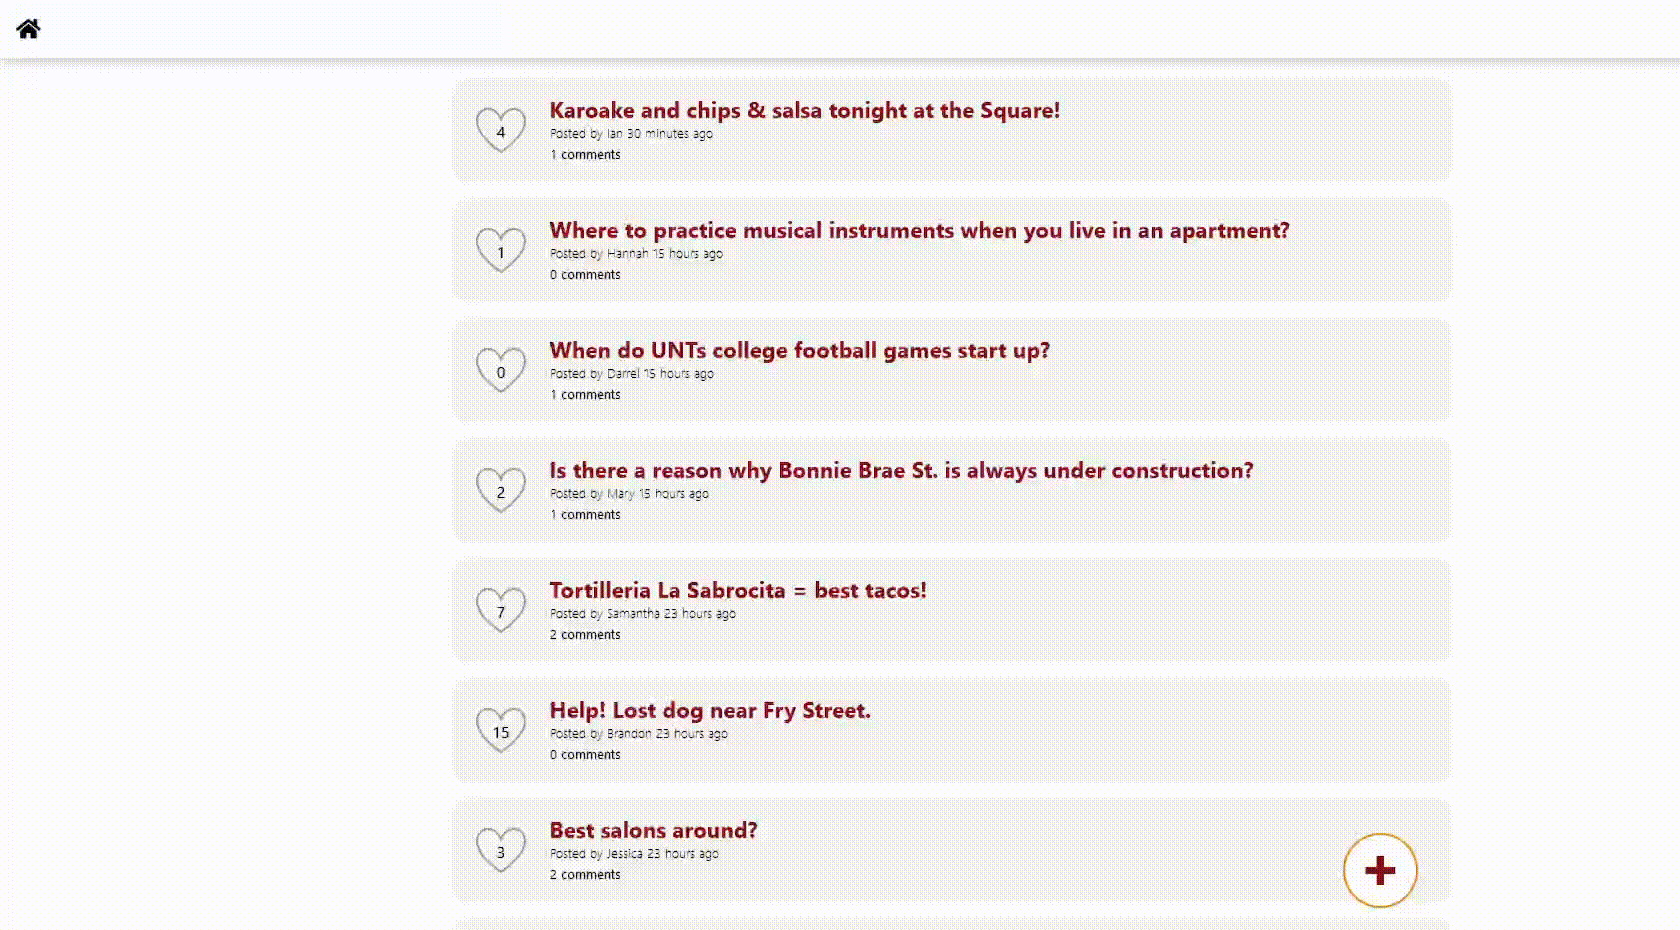 4
Karoake and chips & salsa tonight at the Square!
Posted by Ian 30 minutes ago
1 comments
1
Where to practice musical instruments when you live in an apartment?
Posted by Hannah 15 hours ago
0 comments
0
When do UNTs college football games start up?
Posted by Darrel 15 hours ago
1 comments
2
Is there a reason why Bonnie Brae St. is always under construction?
Posted by Mary 15 hours ago
1 comments
7
Tortilleria La Sabrocita = best tacos!
Posted by Samantha 23 hours ago
2 comments
15
Help! Lost dog near Fry Street.
Posted by Brandon 23 hours ago
0 comments
3
Best salons around?
Posted by Jessica 23 hours ago
2 comments